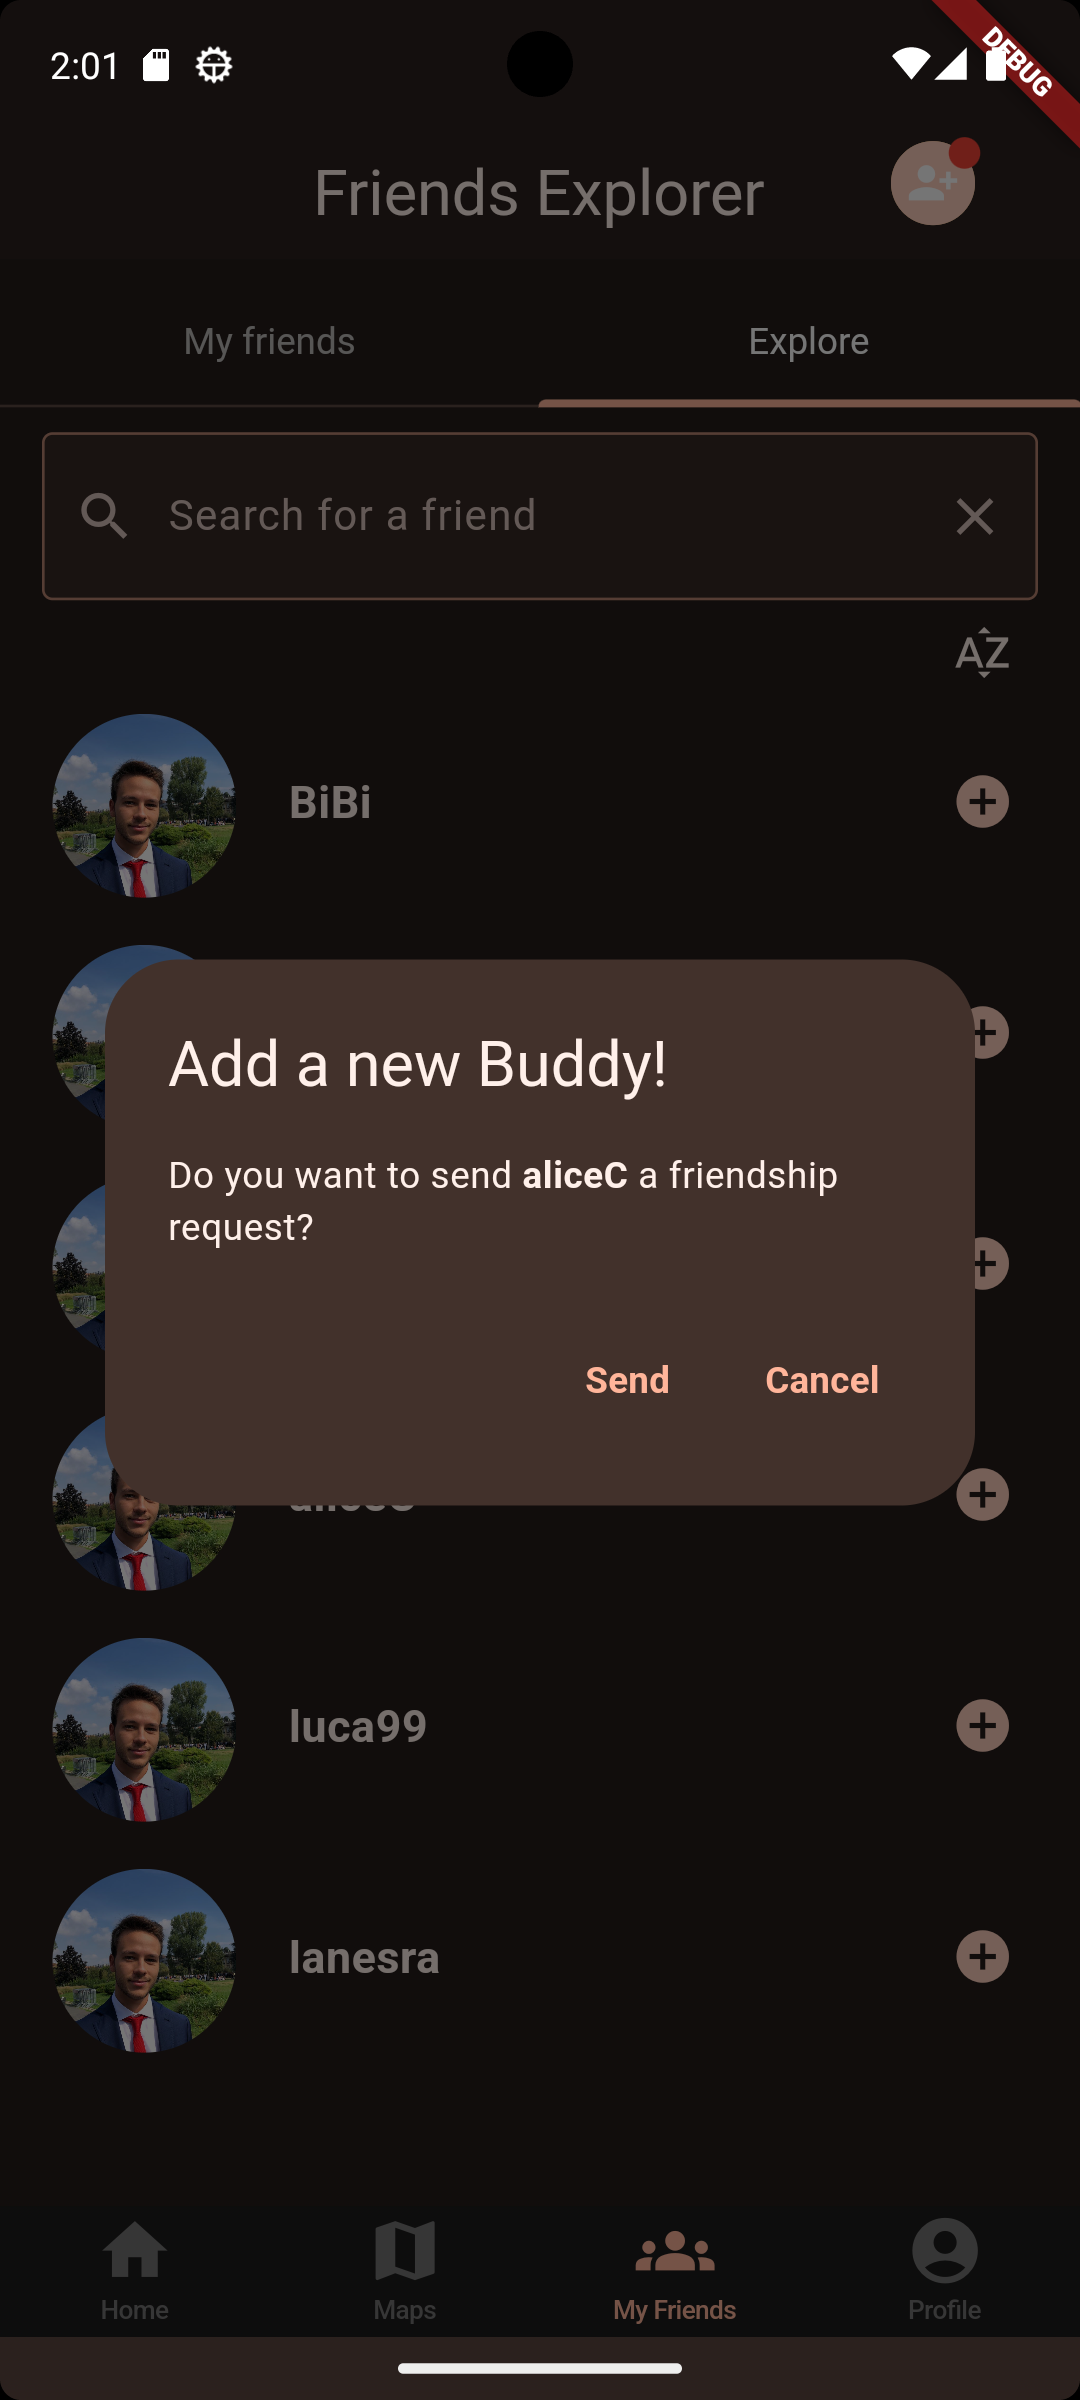 2:01
DEBUG
Friends Explorer
My friends
Explore
Search for a friend
AZ
BiBi
Add a new Buddy!
Do you want to send aliceC a friendship
request?
Send
Cancel
aliceC
luca99
lanesra
Home
Maps
My Friends
Profile